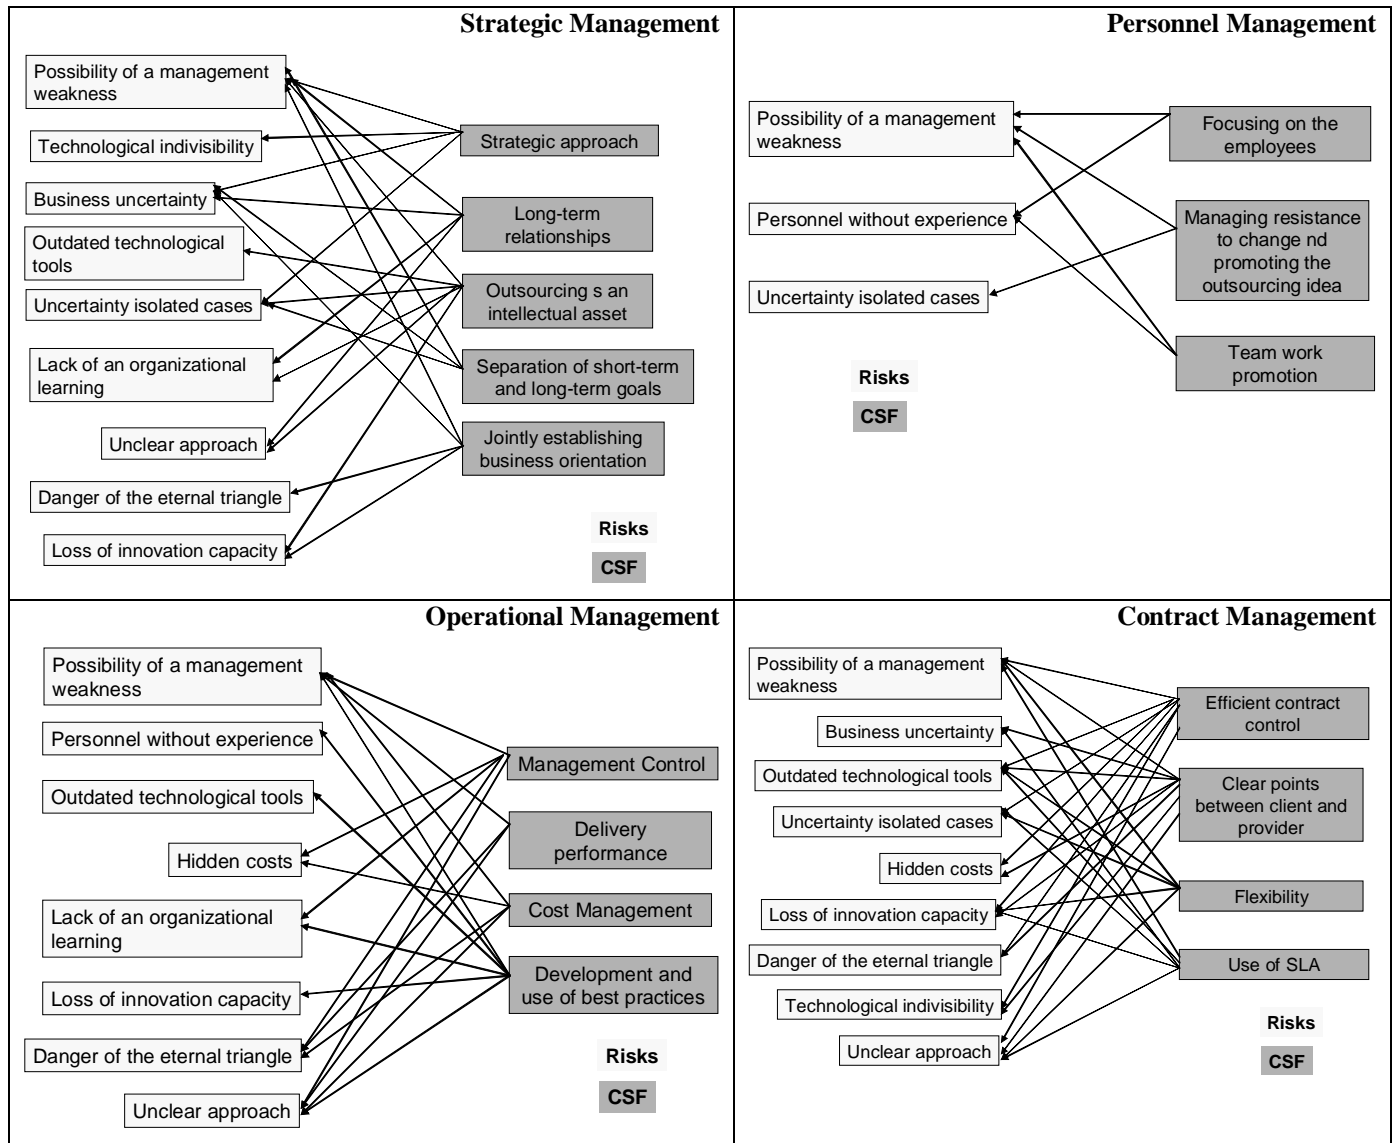 Strategic Management
Possibility of a management
weakness
Technological indivisibility
Business uncertainty
Outdated technological
tools
Uncertainty isolated cases
Lack of an organizational
learning
Unclear approach
Danger of the eternal triangle
Loss of innovation capacity
Strategic approach
Long-term
relationships
Outsourcing s an
intellectual asset
Separation of short-term
and long-term goals
Jointly establishing
business orientation
Risks
CSF
Personnel Management
Possibility of a management
weakness
Personnel without experience
Uncertainty isolated cases
Focusing on the
employees
Managing resistance
to change nd
promoting the
outsourcing idea
Team work
promotion
Risks
CSF
Operational Management
Possibility of a management
weakness
Personnel without experience
Outdated technological tools
Hidden costs
Lack of an organizational
learning
Loss of innovation capacity
Danger of the eternal triangle
Unclear approach
Management Control
Delivery
performance
Cost Management
Development and
use of best practices
Risks
CSF
Contract Management
Possibility of a management
weakness
Business uncertainty
Outdated technological tools
Uncertainty isolated cases
Hidden costs
Loss of innovation capacity
Danger of the eternal triangle
Technological indivisibility
Unclear approach
Efficient contract
control
Clear points
between client and
provider
Flexibility
Use of SLA
Risks
CSF